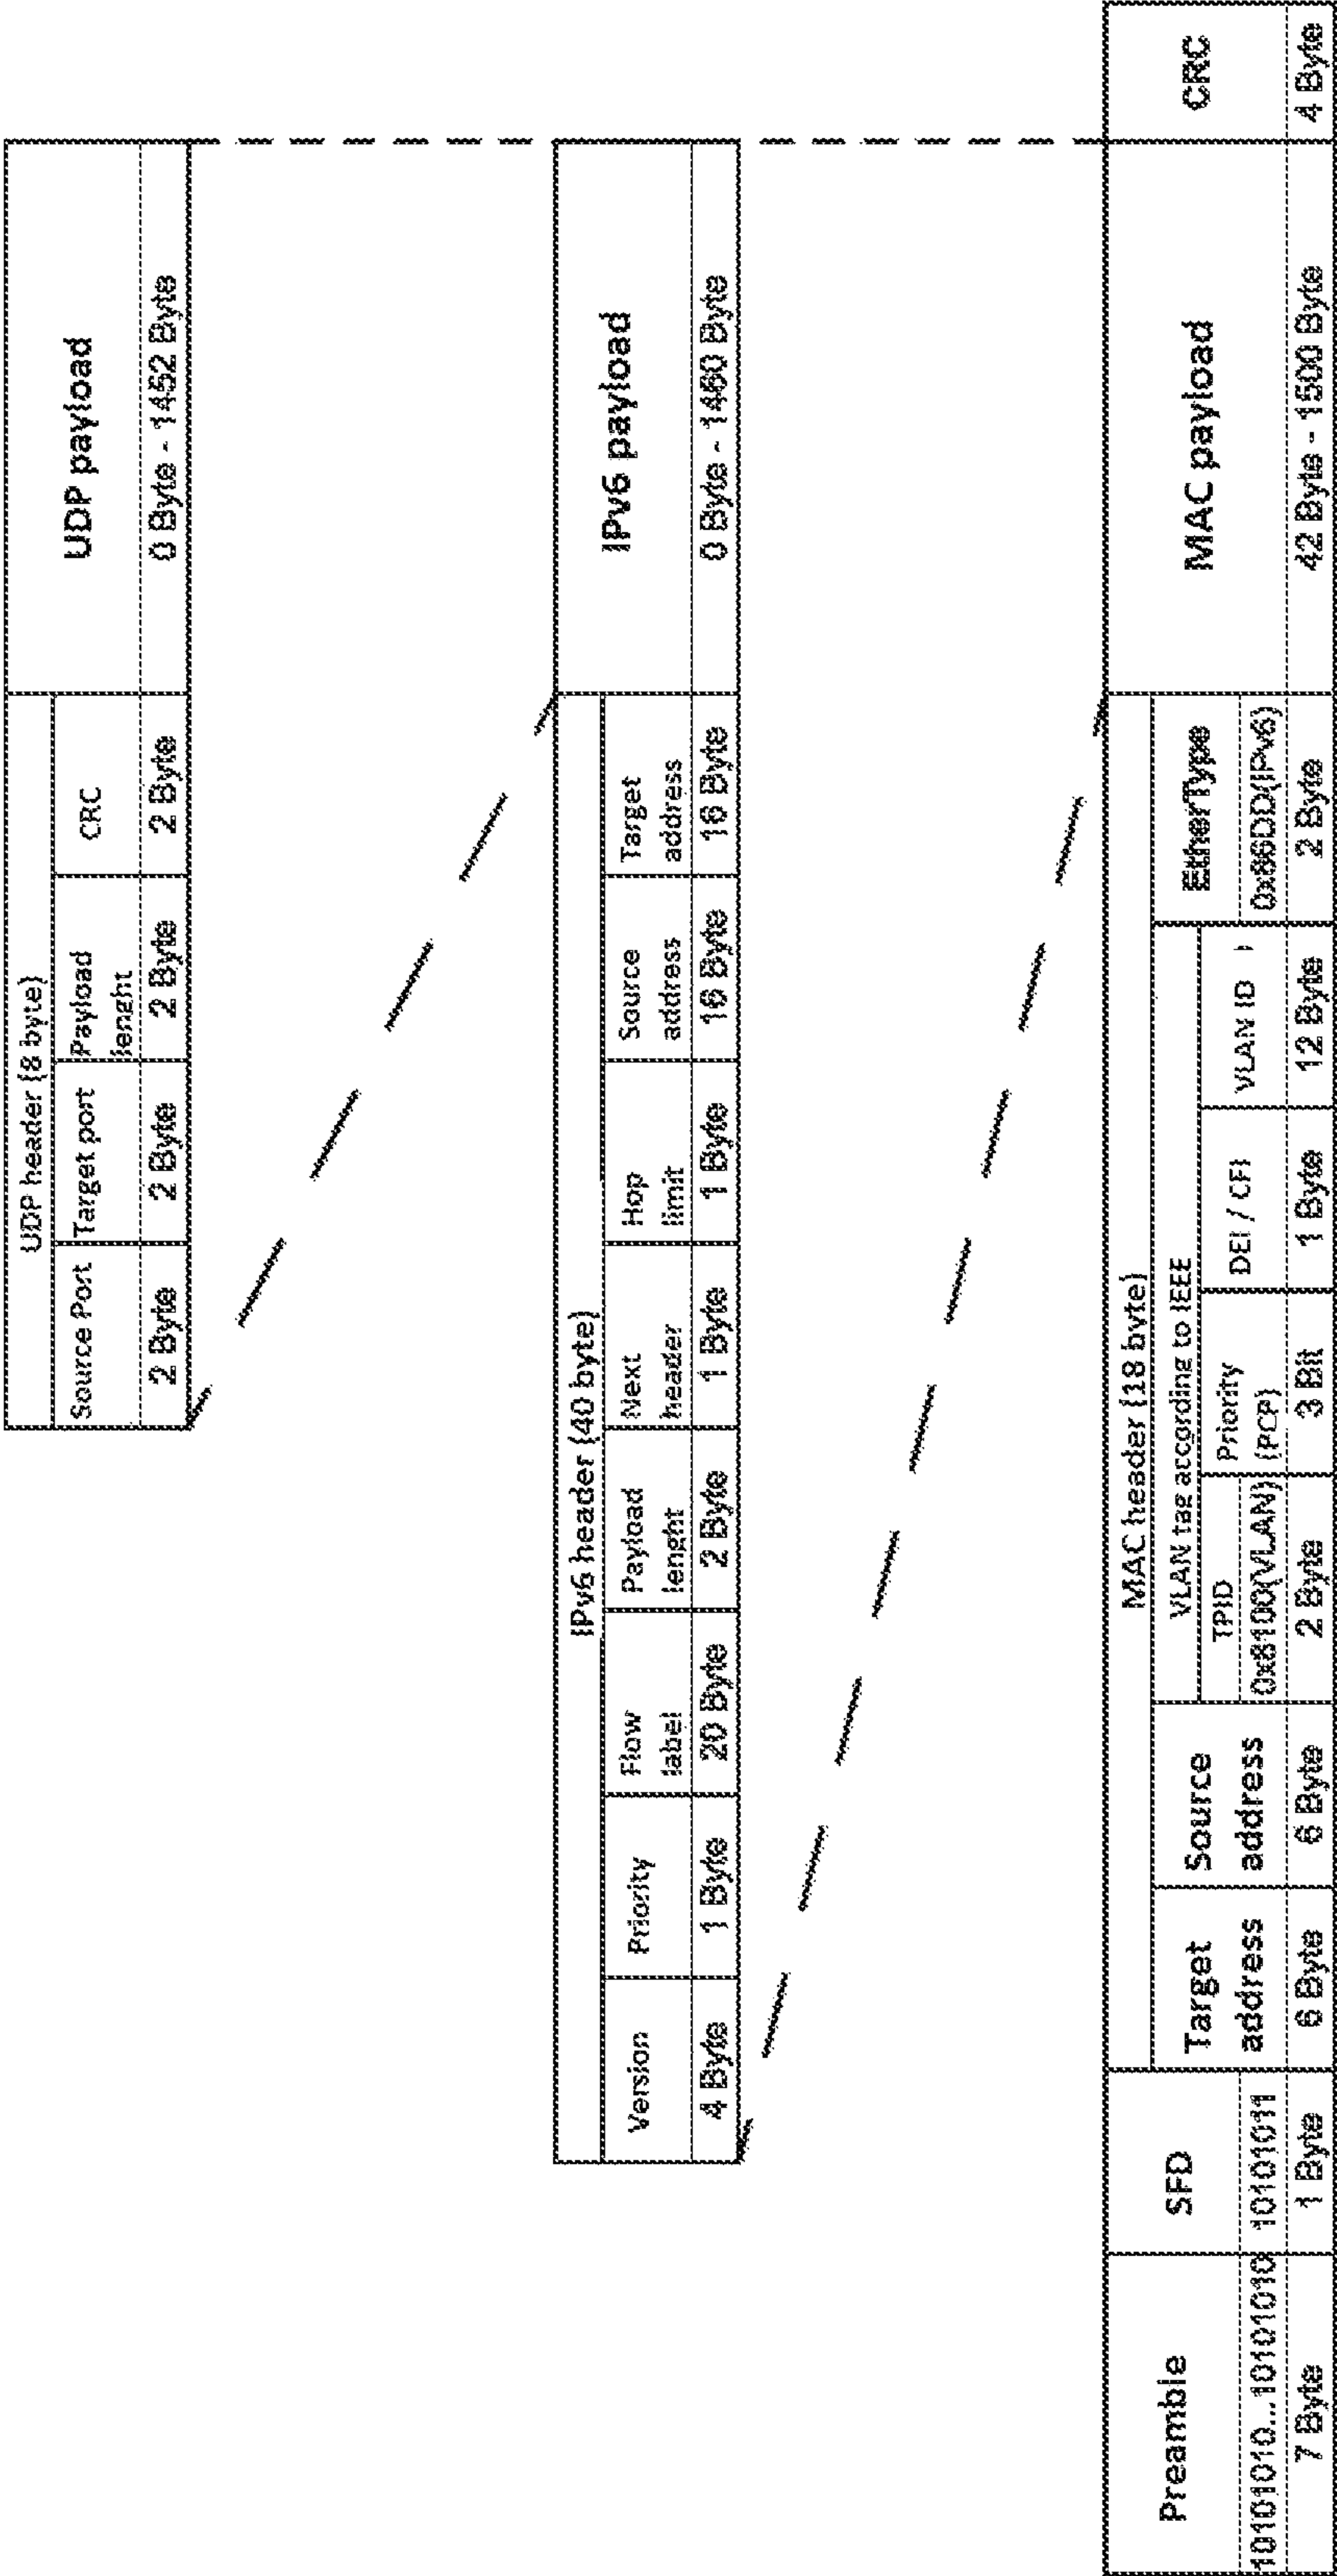 UDP header (8 byte)
UDP payload
Source Port
Target port
Payload
lenght
CRC
2 Byte
2 Byte
2 Byte
2 Byte
0 Byte - 1452 Byte
IPv6 header (40 byte)
IPv6 payload
Version
Priority
Flow
label
Payload
lenght
Next
header
Hop
limit
Source
address
Target
address
4 Byte
1 Byte
20 Byte
2 Byte
1 Byte
1 Byte
16 Byte
16 Byte
0 Byte - 1460 Byte
Preamble
SFD
MAC header (18 byte)
MAC payload
CRC
Target
address
Source
address
VLAN tag according to IEEE
EtherType
TPID
Priority
(PCP)
DEI / CFI
VLAN ID
10101010...10101010
10101011
0x8100(VLAN)
0x86DD(IPv6)
7 Byte
1 Byte
6 Byte
6 Byte
2 Byte
3 Bit
1 Byte
12 Byte
2 Byte
42 Byte - 1500 Byte
4 Byte